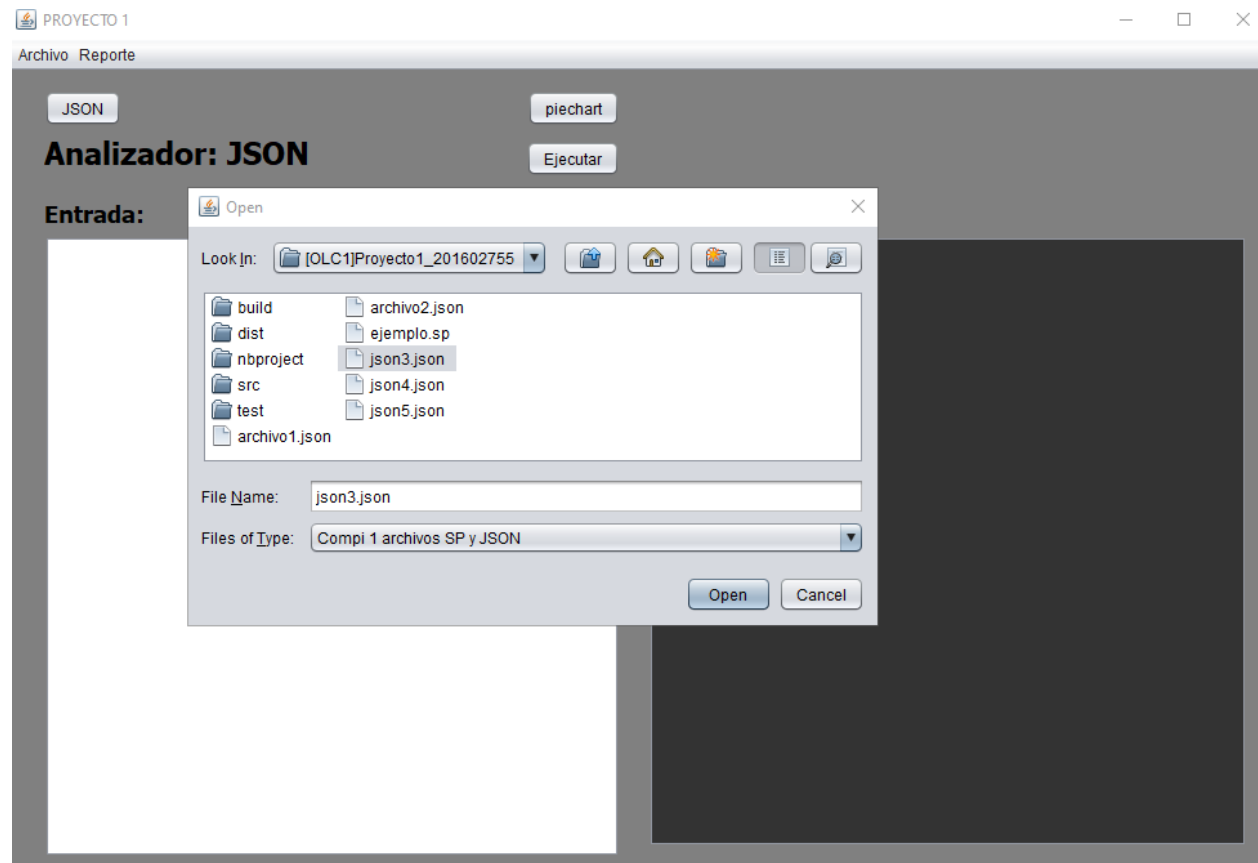 PROYECTO 1
Archivo Reporte
JSON
piechart
Analizador: JSON
Ejecutar
Entrada:
Open
Look In: [OLC1]Proyecto1_201602755
build
dist
nbproject
src
test
archivo1.json
archivo2.json
ejemplo.sp
json3.json
json4.json
json5.json
File Name: json3.json
Files of Type: Compi 1 archivos SP y JSON
Open Cancel